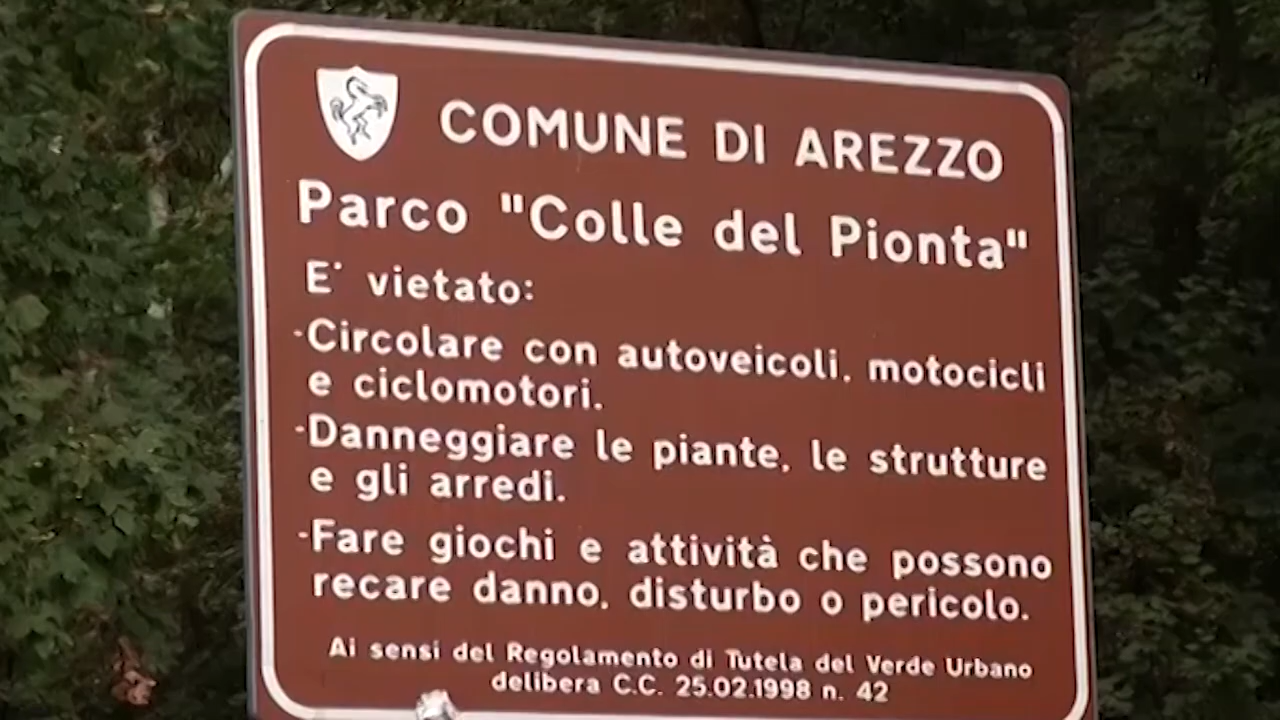 COMUNE DI AREZZO
Parco "Colle del Pionta"
E' vietato:
-Circolare con autoveicoli, motocicli
e ciclomotori.
-Danneggiare le piante, le strutture
e gli arredi.
-Fare giochi e attività che possono
recare danno, disturbo o pericolo.
Ai sensi del Regolamento di Tutela del Verde Urbano
delibera C.C. 25.02.1998 n. 42